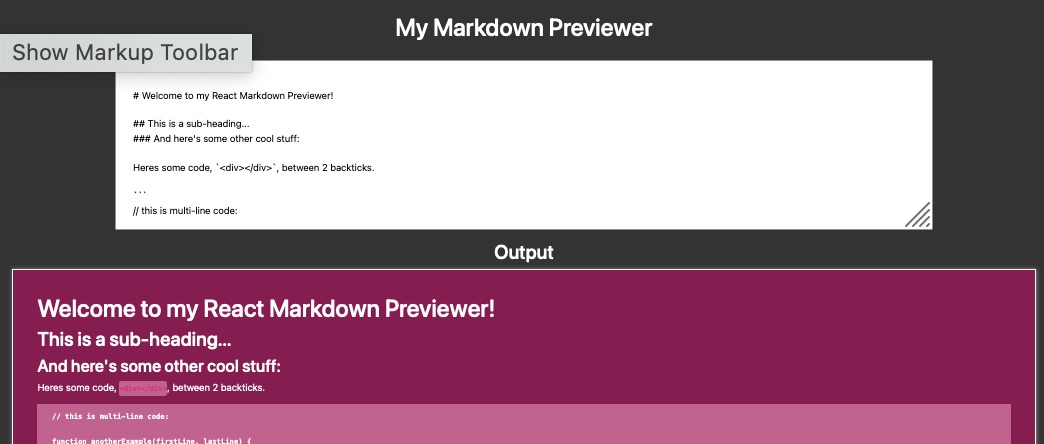 My Markdown Previewer
Show Markup Toolbar
# Welcome to my React Markdown Previewer!
## This is a sub-heading...
### And here's some other cool stuff:
Heres some code, `<div></div>`, between 2 backticks.
```
// this is multi-line code:
Output
Welcome to my React Markdown Previewer!
This is a sub-heading...
And here's some other cool stuff:
Heres some code, <div></div>, between 2 backticks.
// this is multi-line code:
function anotherExample(firstLine, lastLine) {